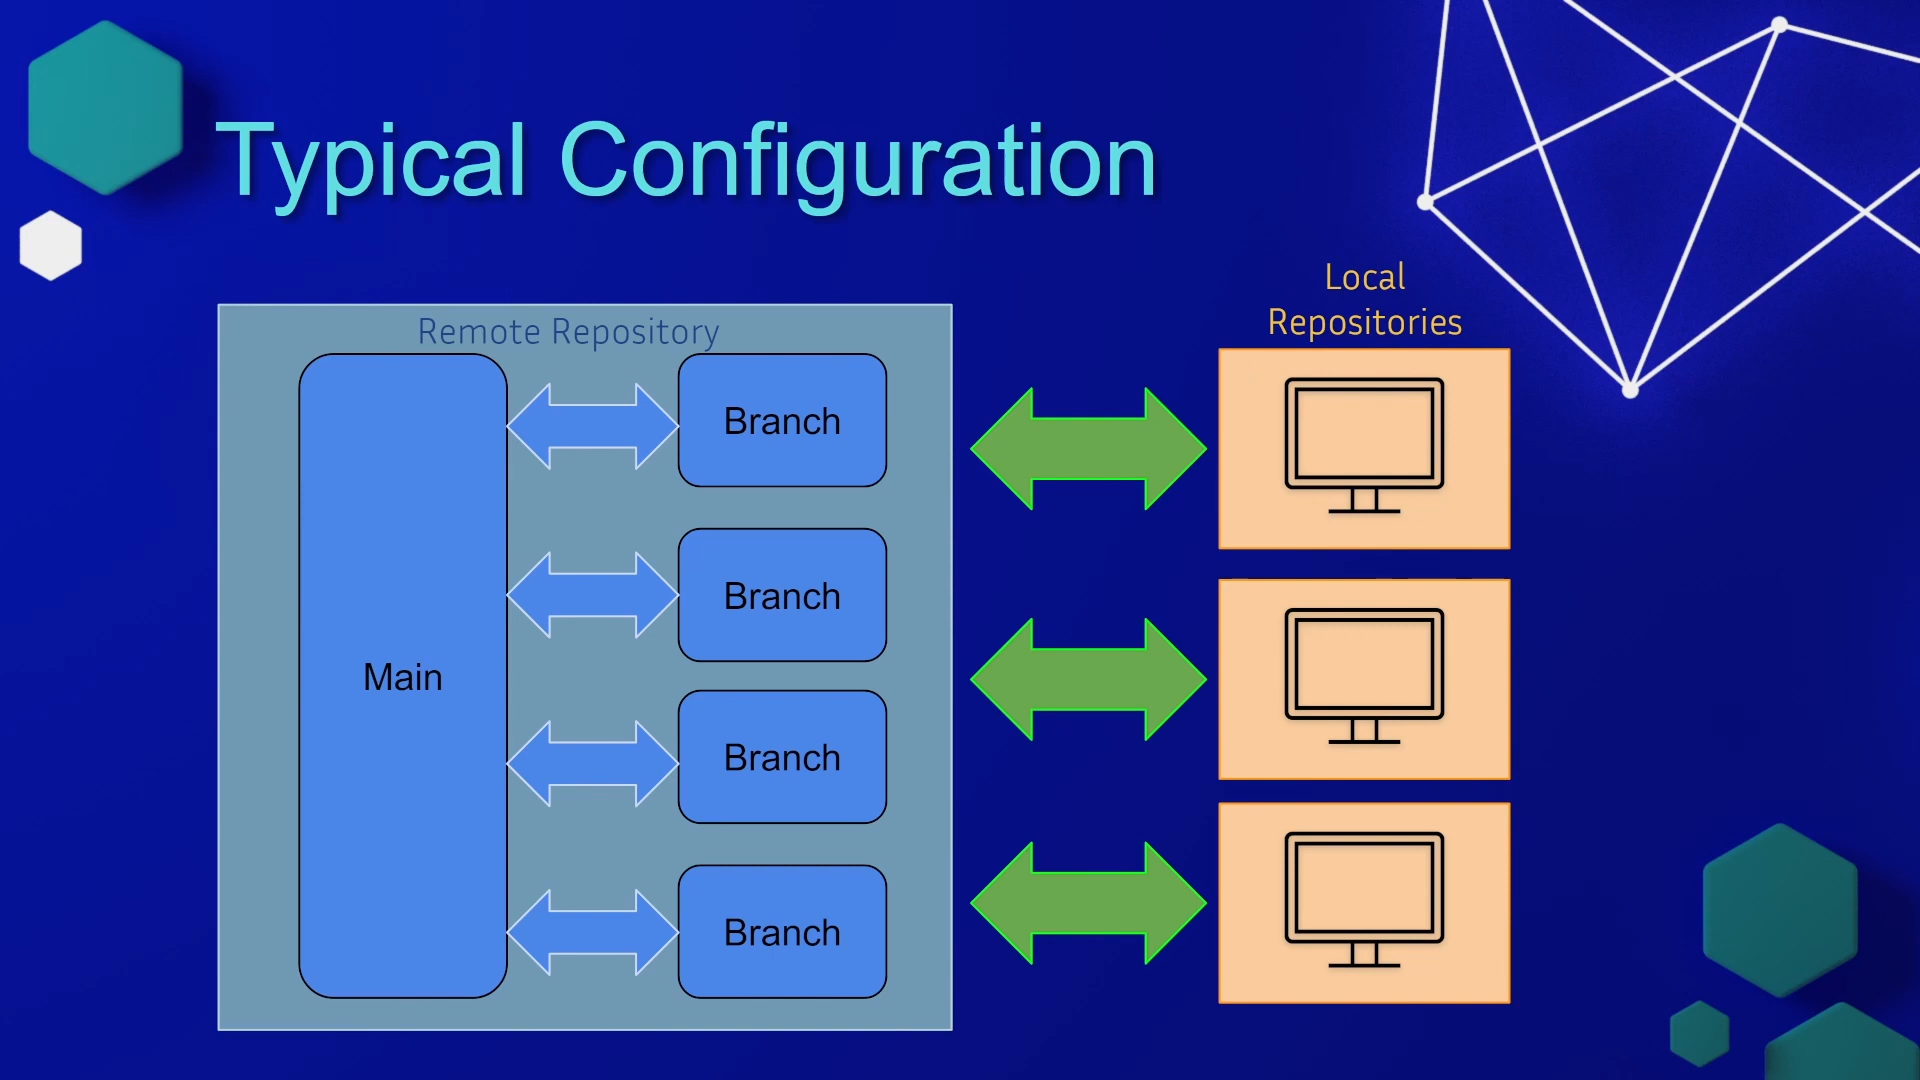 Typical Configuration
Local
Repositories
Remote Repository
Main
Branch
Branch
Branch
Branch